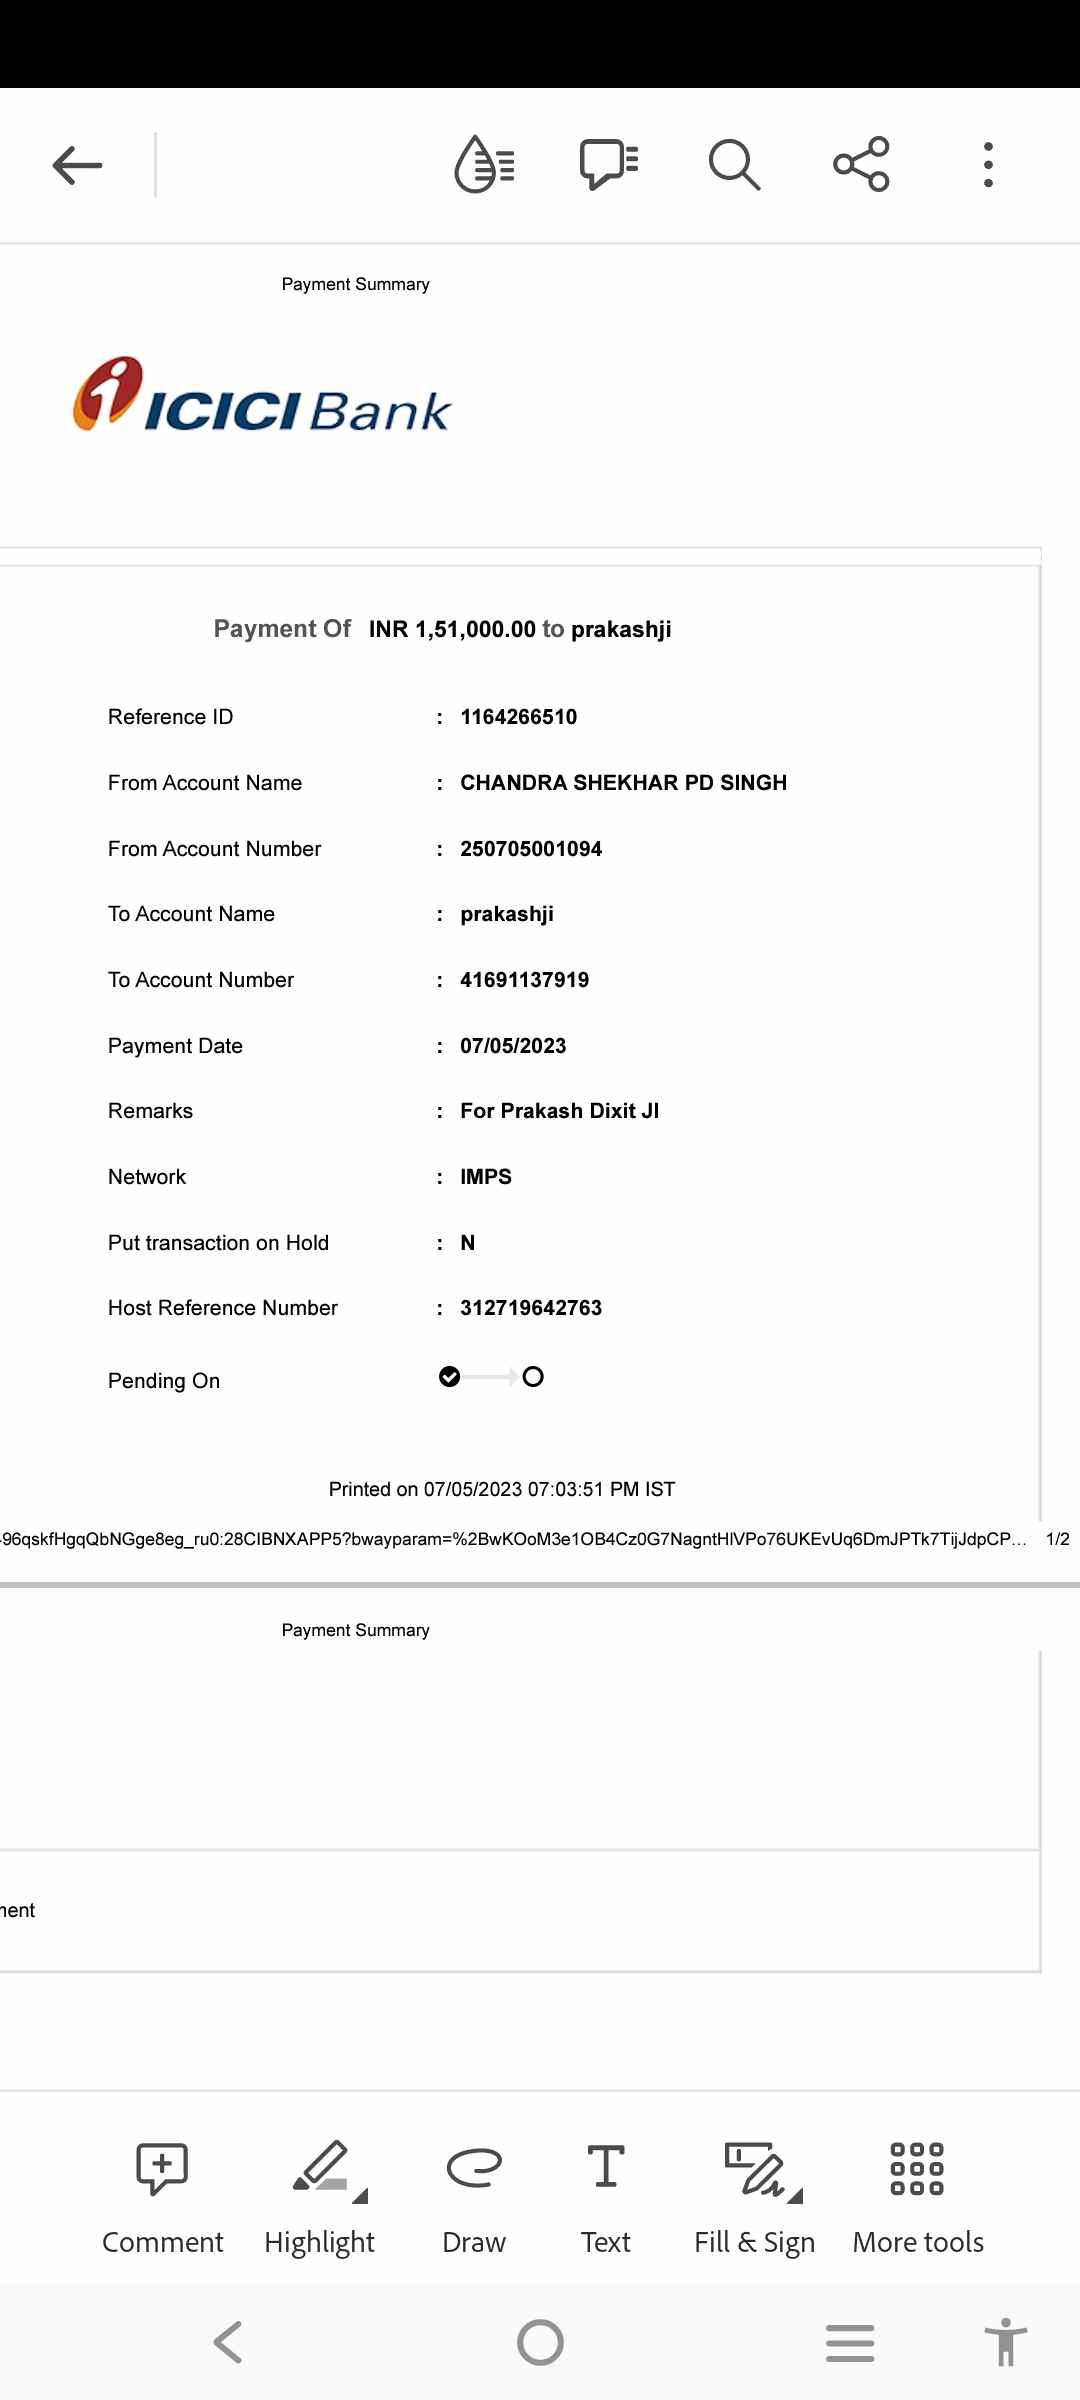 Payment Summary
ICICI Bank
Payment Of INR 1,51,000.00 to prakashji
Reference ID : 1164266510
From Account Name : CHANDRA SHEKHAR PD SINGH
From Account Number : 250705001094
To Account Name : prakashji
To Account Number : 41691137919
Payment Date : 07/05/2023
Remarks : For Prakash Dixit JI
Network : IMPS
Put transaction on Hold : N
Host Reference Number : 312719642763
Pending On
Printed on 07/05/2023 07:03:51 PM IST
96qskfHgqQbNGge8eg_ru0:28CIBNXAPP5?bwayparam=%2BwKOoM3e1OB4Cz0G7NagntHIVPo76UKEvUq6DmJPTk7TijJdpCP... 1/2
Payment Summary
ment
Comment Highlight Draw Text Fill & Sign More tools